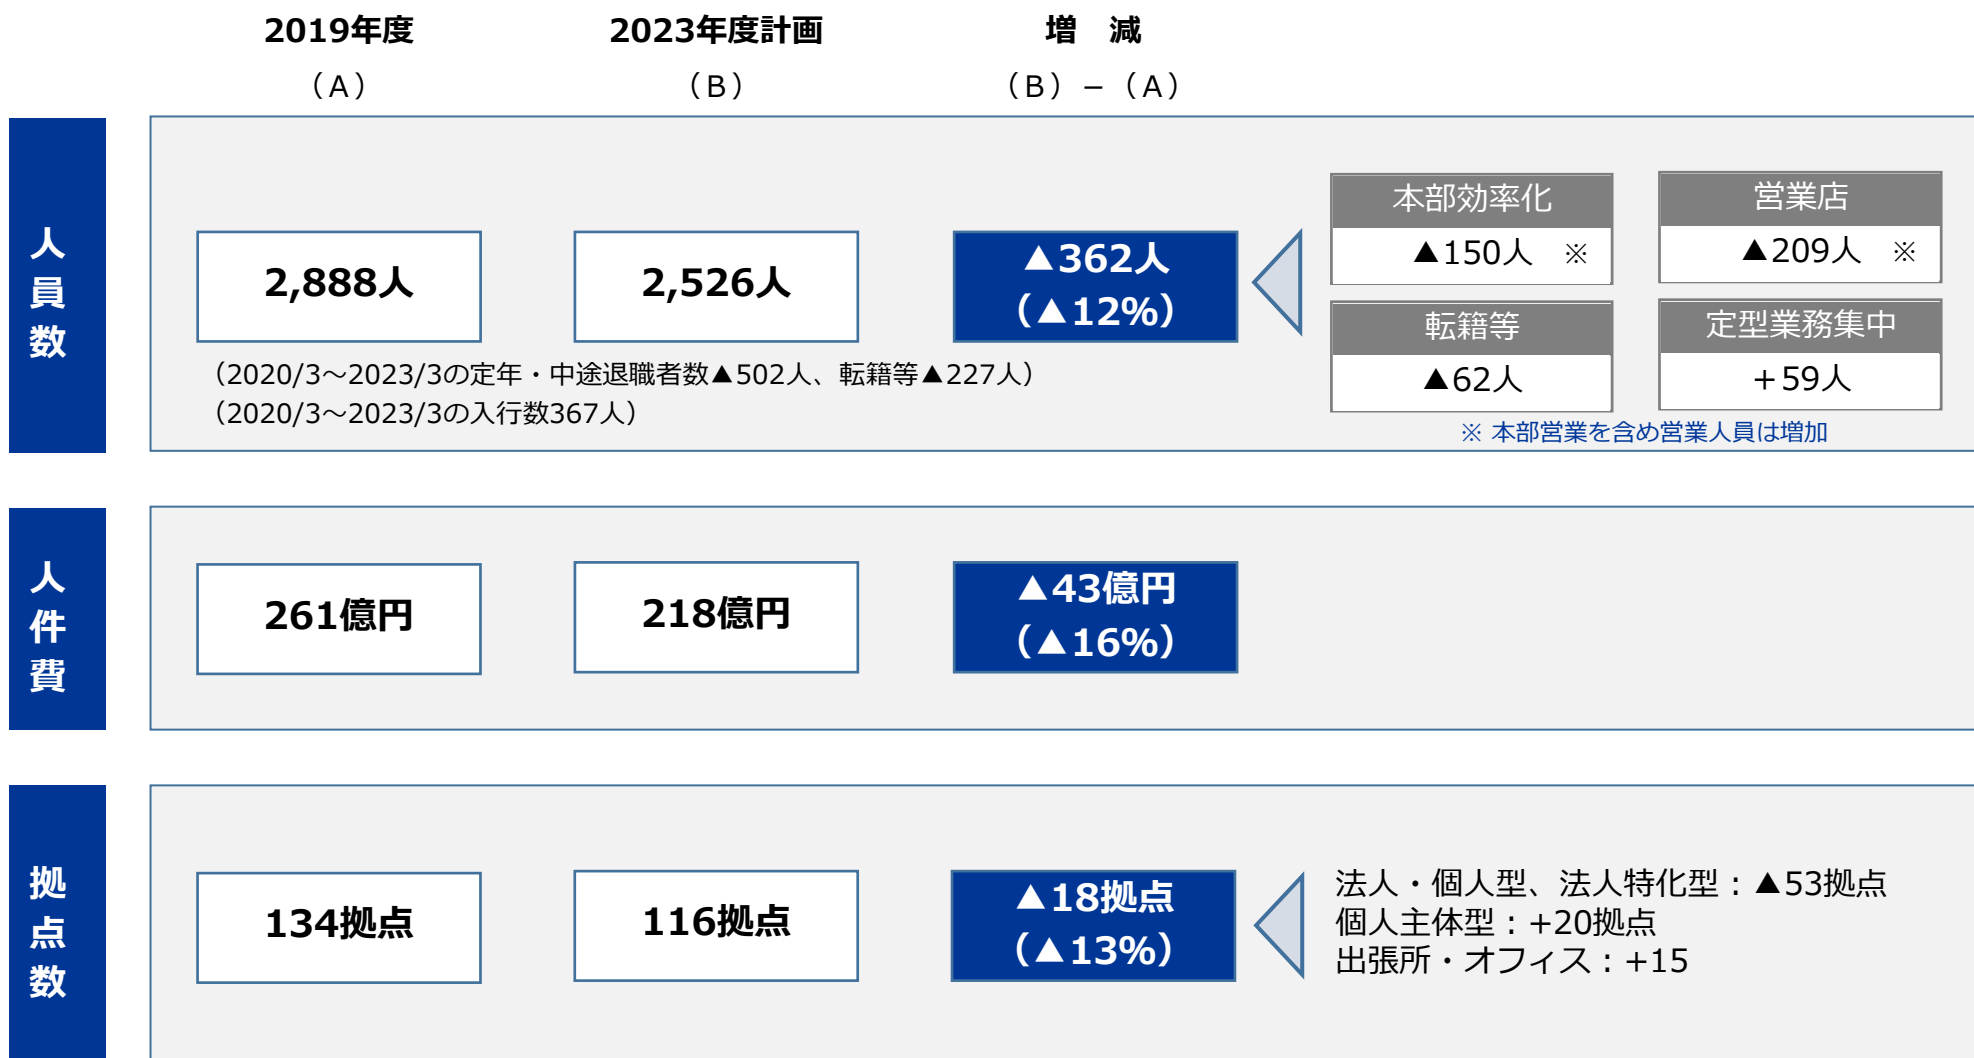 2019年度 2023年度計画 増　減
（A） （B） （B）－（A）
人員数
2,888人
2,526人
▲362人
（▲12%）
本部効率化
▲150人　※
営業店
▲209人　※
転籍等
▲62人
定型業務集中
＋59人
※ 本部営業を含め営業人員は増加
（2020/3～2023/3の定年・中途退職者数▲502人、転籍等▲227人）
（2020/3～2023/3の入行数367人）
人件費
261億円
218億円
▲43億円
（▲16%）
拠点数
134拠点
116拠点
▲18拠点
（▲13%）
法人・個人型、法人特化型：▲53拠点
個人主体型：+20拠点
出張所・オフィス：+15